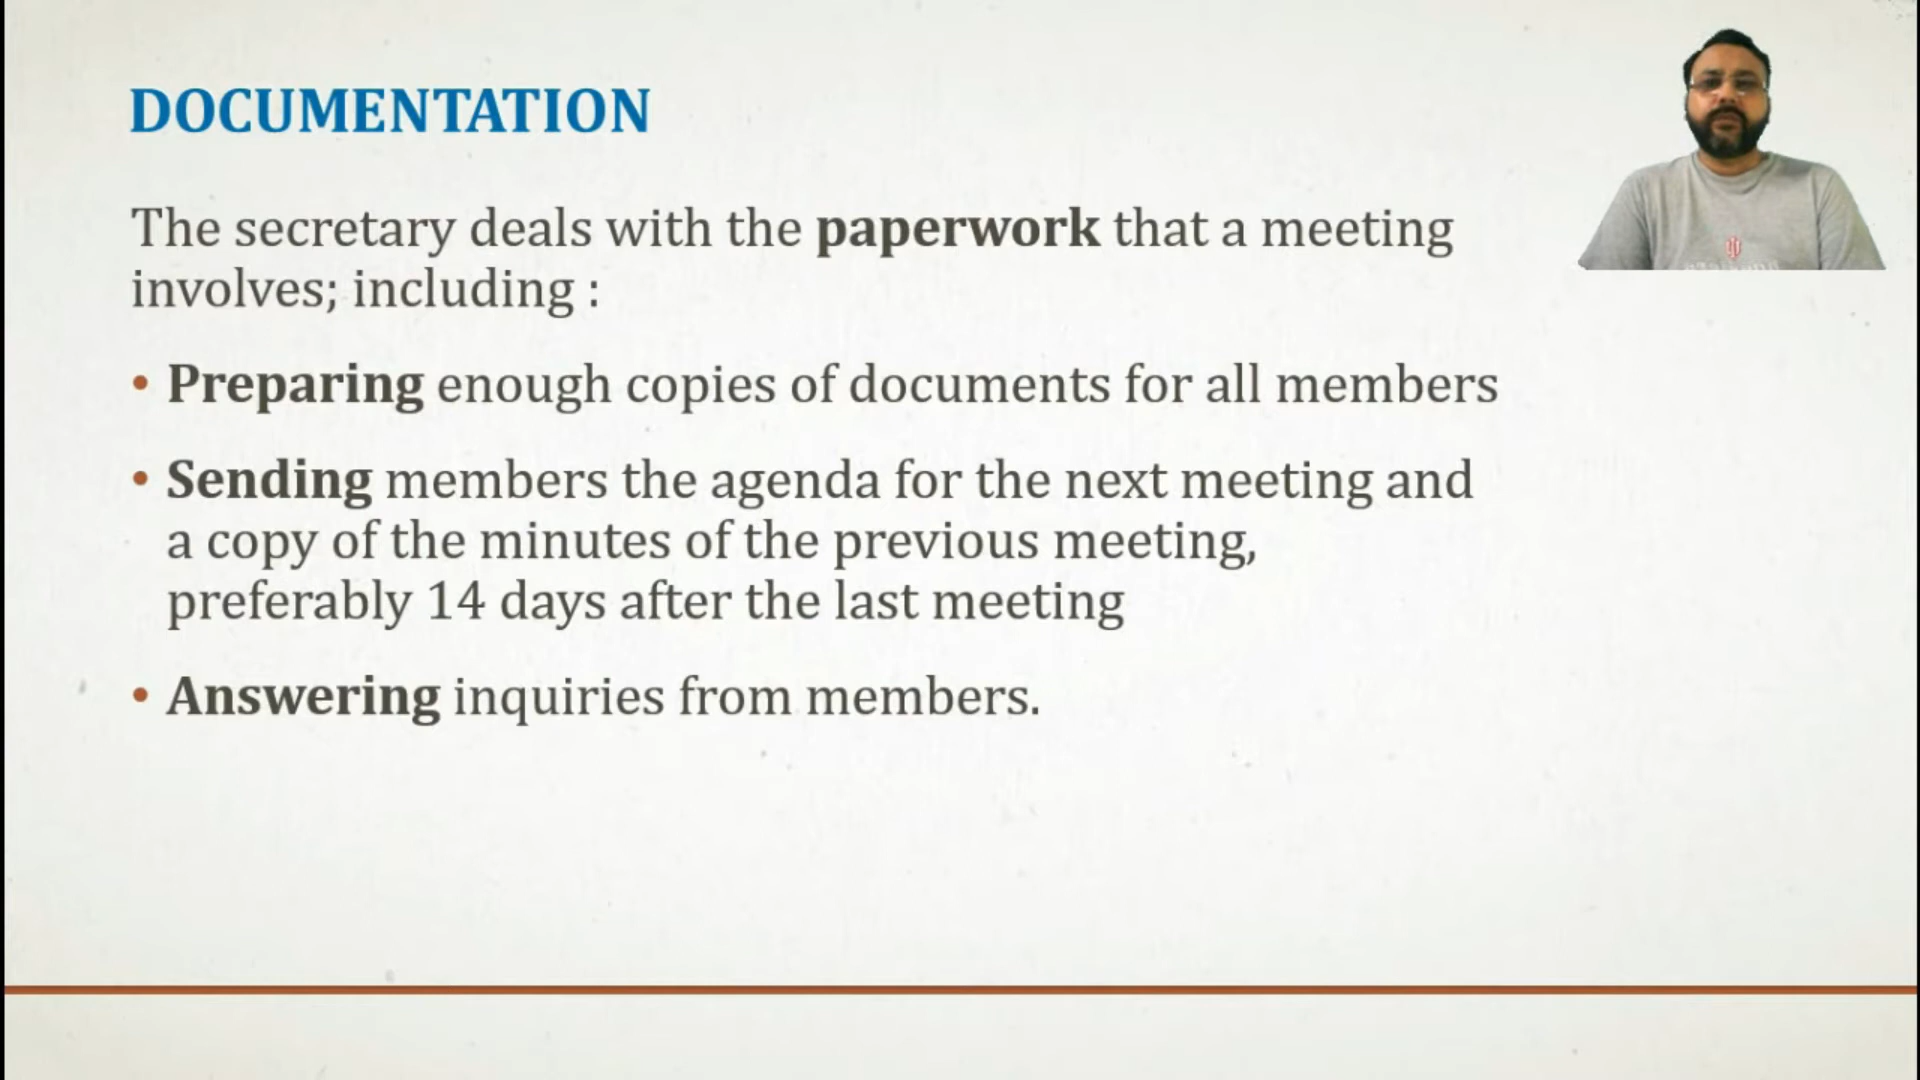 DOCUMENTATION
The secretary deals with the paperwork that a meeting
involves; including :
• Preparing enough copies of documents for all members
• Sending members the agenda for the next meeting and
a copy of the minutes of the previous meeting,
preferably 14 days after the last meeting
• Answering inquiries from members.